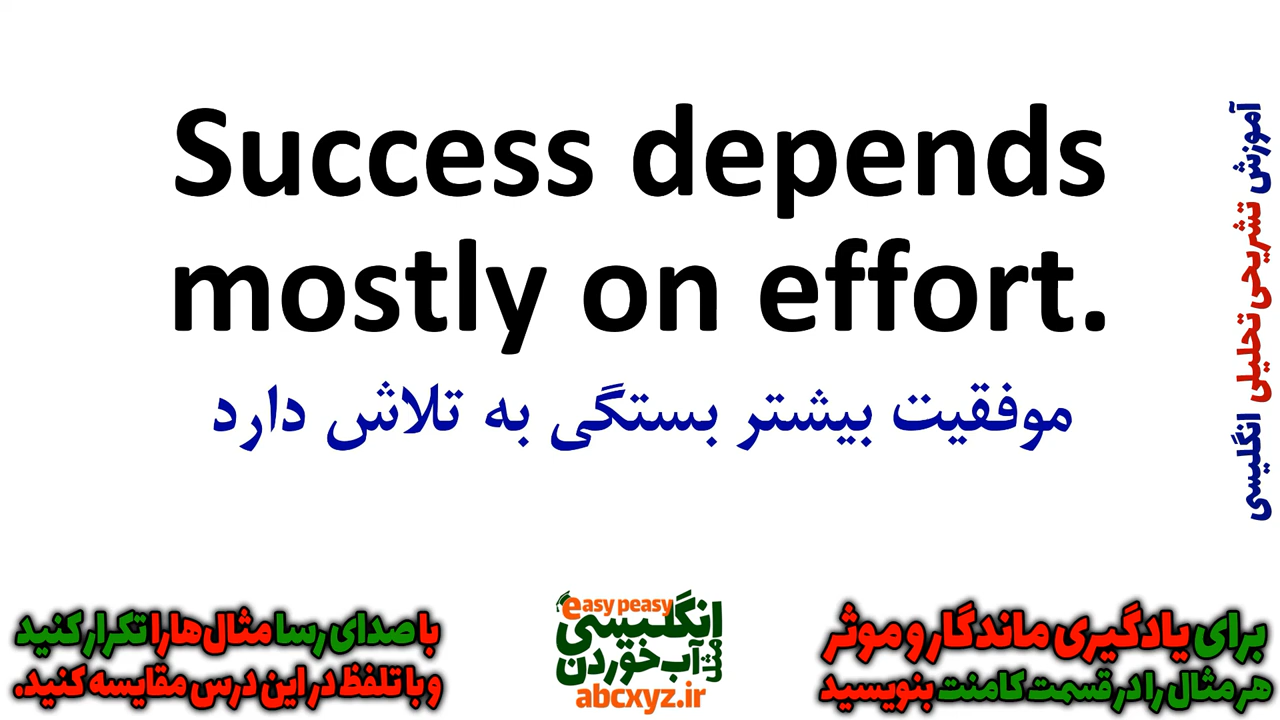 Success depends
mostly on effort.
موفقیت بیشتر بستگی به تلاش دارد
آموزش تشریحی تحلیلی انگلیسی
برای یادگیری ماندگار و موثر
هر مثال را در قسمت کامنت بنویسید
easy peasy
انگلیسی
مثل
آب خوردن
abcxyz.ir
با صدای رسا مثال‌ها را تکرار کنید
و با تلفظ در این درس مقایسه کنید.